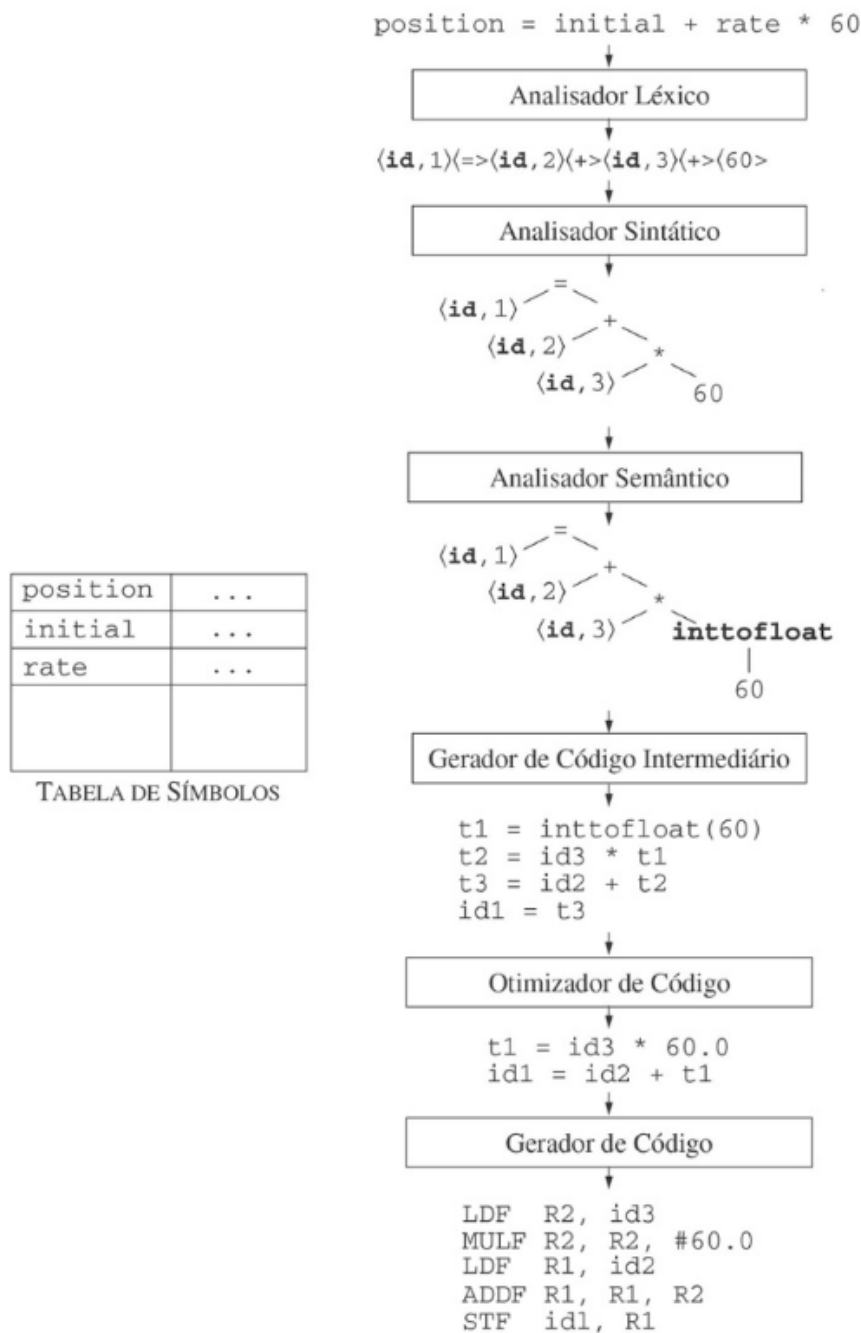 position = initial + rate * 60
Analisador Léxico
⟨id,1⟩⟨=>⟨id,2⟩⟨+>⟨id,3⟩⟨+>⟨60>
Analisador Sintático
=
⟨id,1⟩
+
⟨id,2⟩
*
⟨id,3⟩
60
Analisador Semântico
=
⟨id,1⟩
+
⟨id,2⟩
*
⟨id,3⟩
inttofloat
60
position ...
initial ...
rate ...
TABELA DE SÍMBOLOS
Gerador de Código Intermediário
t1 = inttofloat(60)
t2 = id3 * t1
t3 = id2 + t2
id1 = t3
Otimizador de Código
t1 = id3 * 60.0
id1 = id2 + t1
Gerador de Código
LDF R2, id3
MULF R2, R2, #60.0
LDF R1, id2
ADDF R1, R1, R2
STF idl, R1